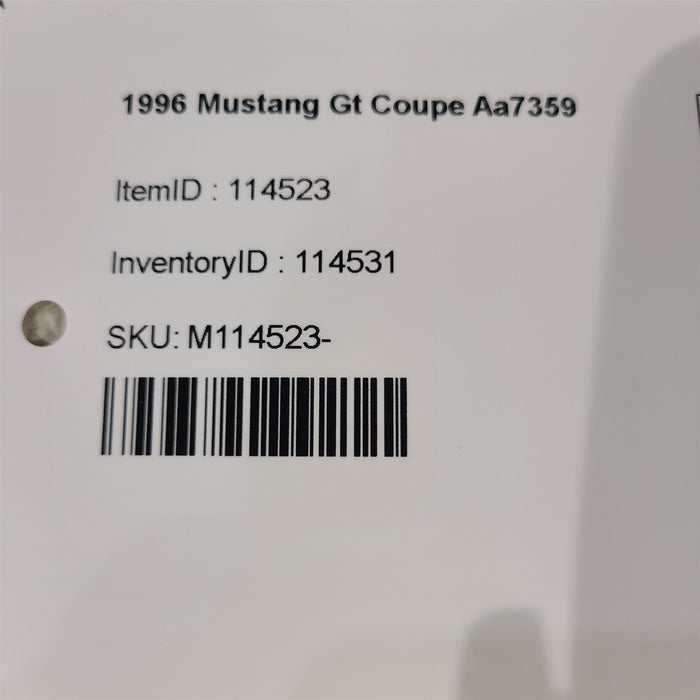 1996 Mustang Gt Coupe Aa7359
ItemID : 114523
InventoryID : 114531
SKU: M114523-